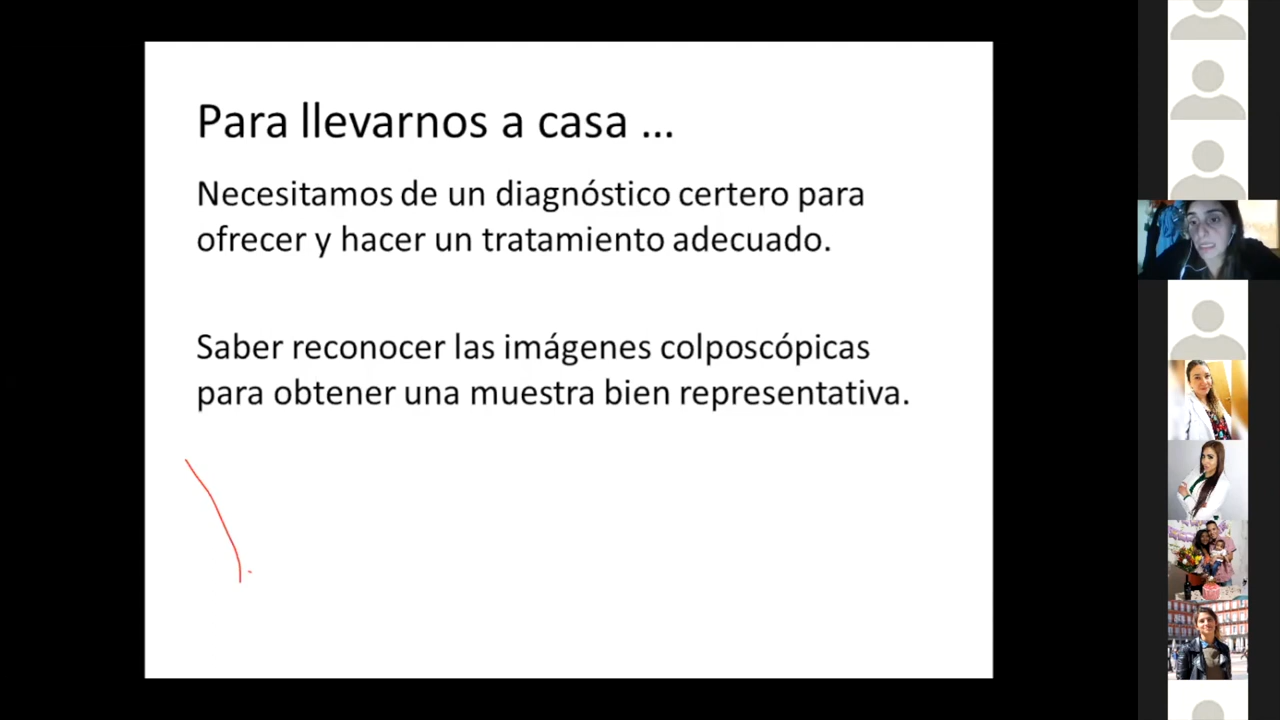 Para llevarnos a casa ...
Necesitamos de un diagnóstico certero para
ofrecer y hacer un tratamiento adecuado.
Saber reconocer las imágenes colposcópicas
para obtener una muestra bien representativa.